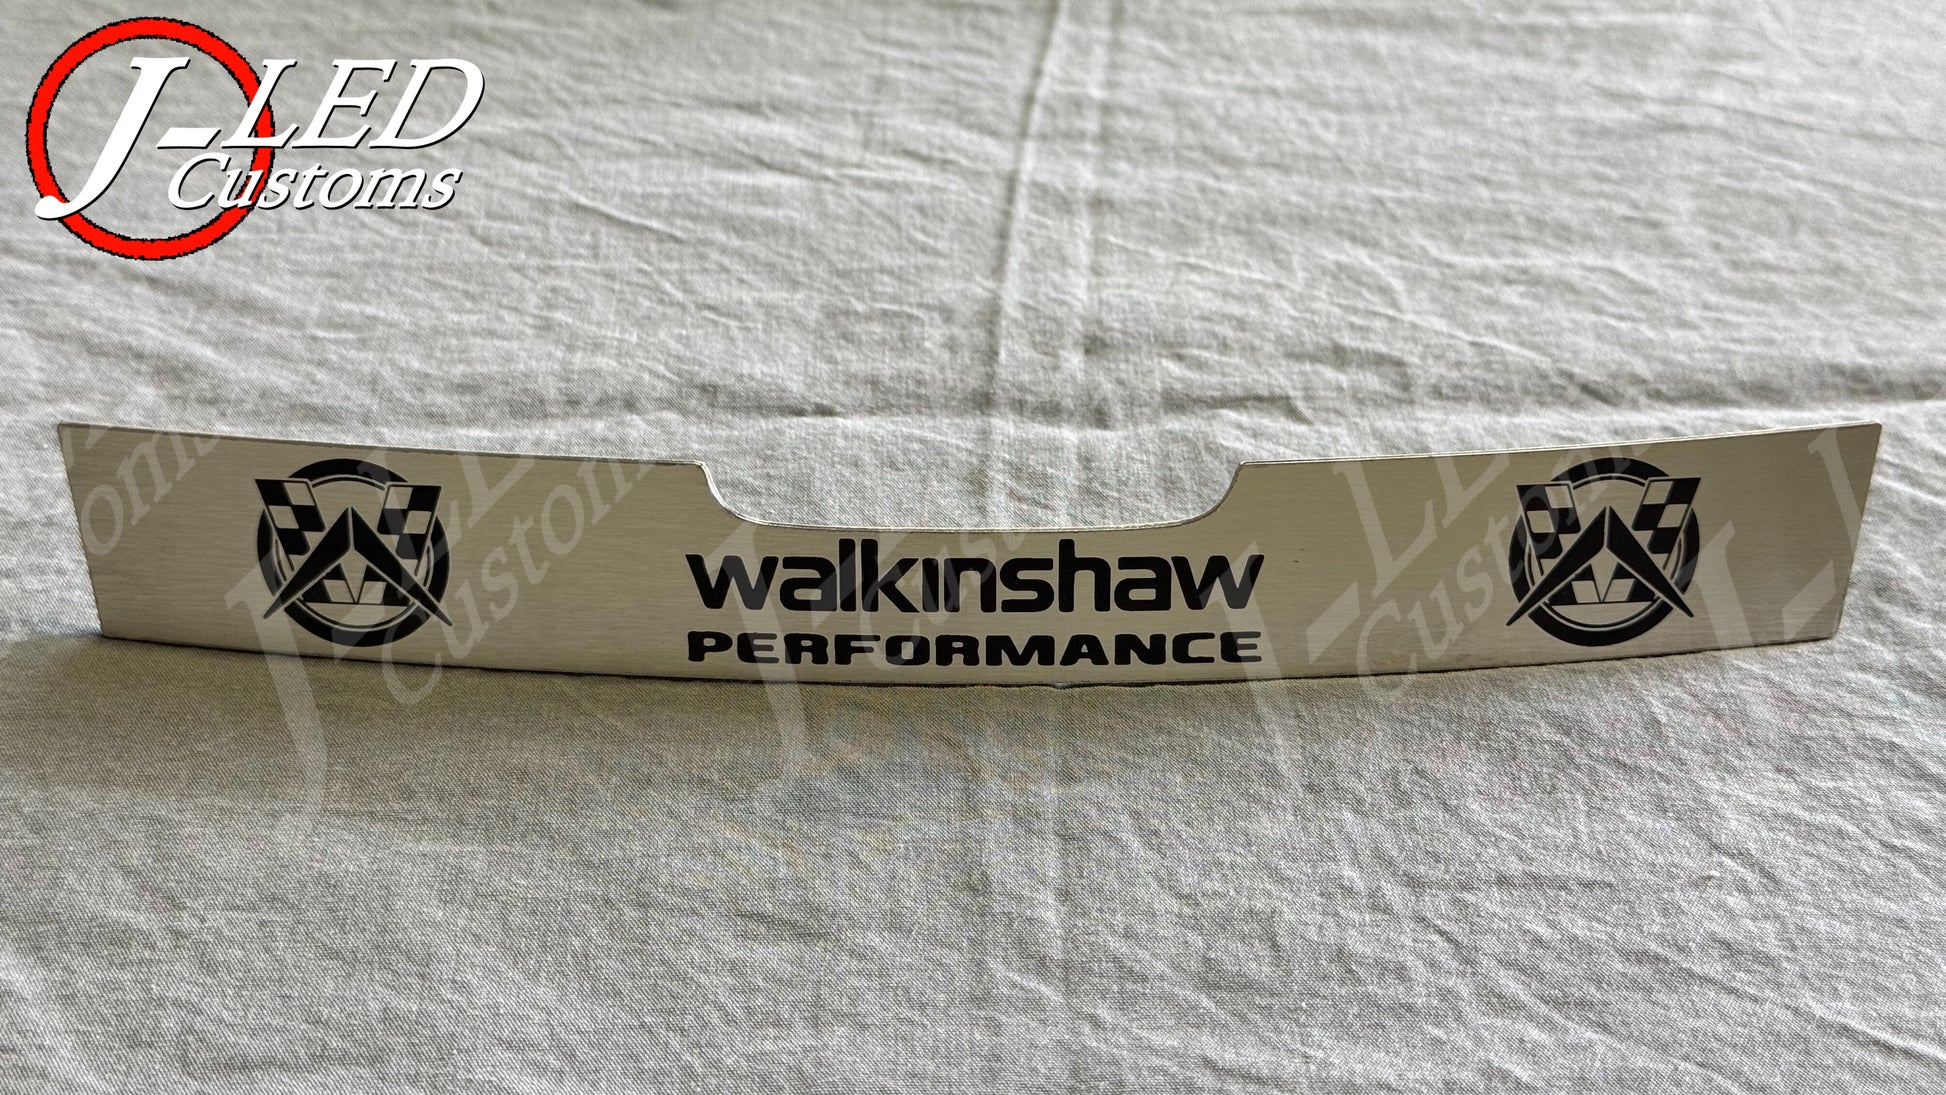 J-LED
Customs
walkinshaw
PERFORMANCE